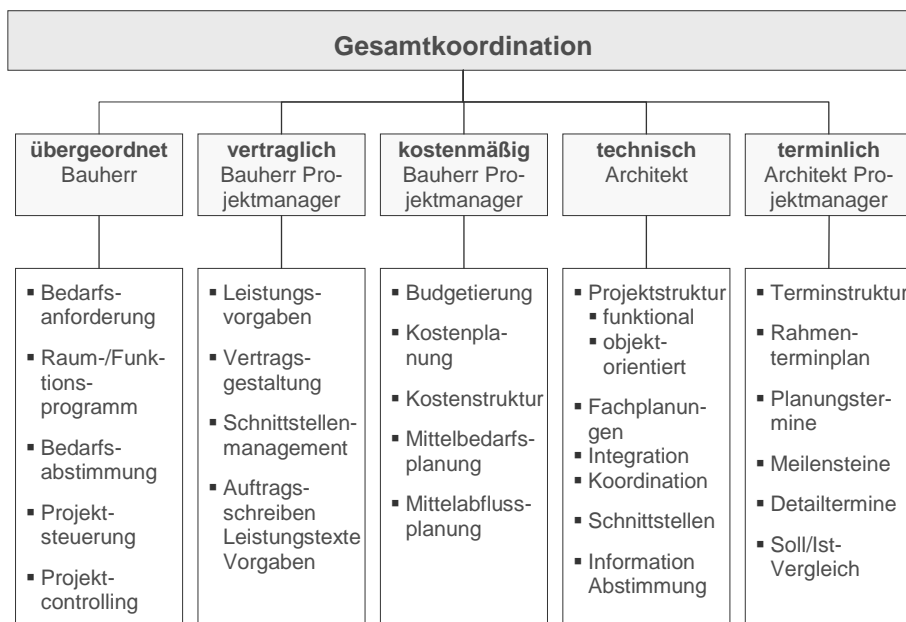 Gesamtkoordination
übergeordnet
Bauherr
vertraglich
Bauherr Pro-
jektmanager
kostenmäßig
Bauherr Pro-
jektmanager
technisch
Architekt
terminlich
Architekt Pro-
jektmanager
▪ Bedarfs-
anforderung
▪ Raum-/Funk-
tions-
programm
▪ Bedarfs-
abstimmung
▪ Projekt-
steuerung
▪ Projekt-
controlling
▪ Leistungs-
vorgaben
▪ Vertrags-
gestaltung
▪ Schnittstellen-
management
▪ Auftrags-
schreiben
Leistungstexte
Vorgaben
▪ Budgetierung
▪ Kostenpla-
nung
▪ Kostenstruktur
▪ Mittelbedarfs-
planung
▪ Mittelabfluss-
planung
▪ Projektstruktur
▪ funktional
▪ objekt-
orientiert
▪ Fachplanun-
gen
▪ Integration
▪ Koordination
▪ Schnittstellen
▪ Information
Abstimmung
▪ Terminstruktur
▪ Rahmen-
terminplan
▪ Planungster-
mine
▪ Meilensteine
▪ Detailtermine
▪ Soll/Ist-
Vergleich